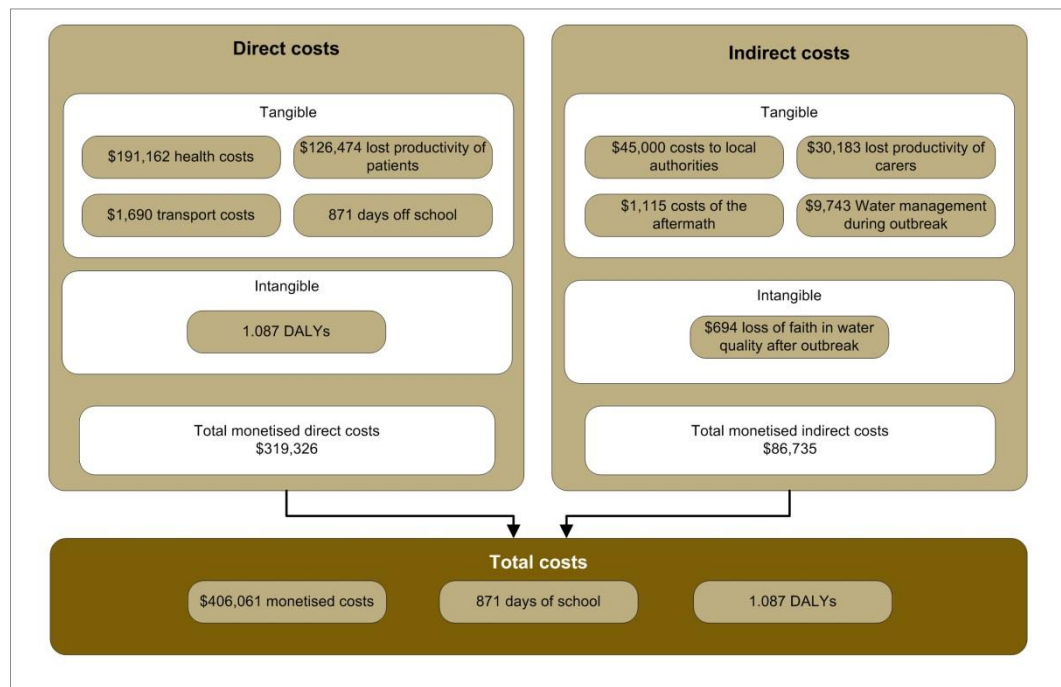 Direct costs
Tangible
$191,162 health costs
$126,474 lost productivity of
patients
$1,690 transport costs
871 days off school
Intangible
1.087 DALYs
Total monetised direct costs
$319,326
Indirect costs
Tangible
$45,000 costs to local
authorities
$30,183 lost productivity of
carers
$1,115 costs of the
aftermath
$9,743 Water management
during outbreak
Intangible
$694 loss of faith in water
quality after outbreak
Total monetised indirect costs
$86,735
Total costs
$406,061 monetised costs
871 days of school
1.087 DALYs